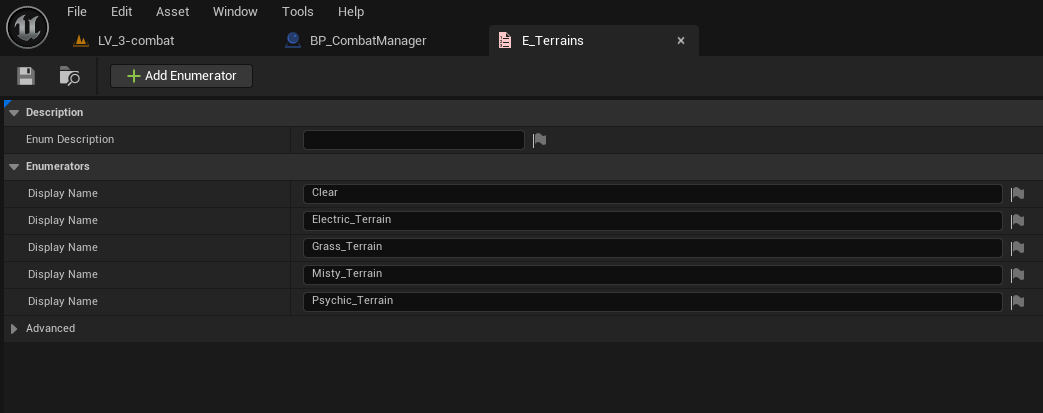 File Edit Asset Window Tools Help
LV_3-combat BP_CombatManager E_Terrains
Add Enumerator
Description
Enum Description
Enumerators
Display Name Clear
Display Name Electric_Terrain
Display Name Grass_Terrain
Display Name Misty_Terrain
Display Name Psychic_Terrain
Advanced